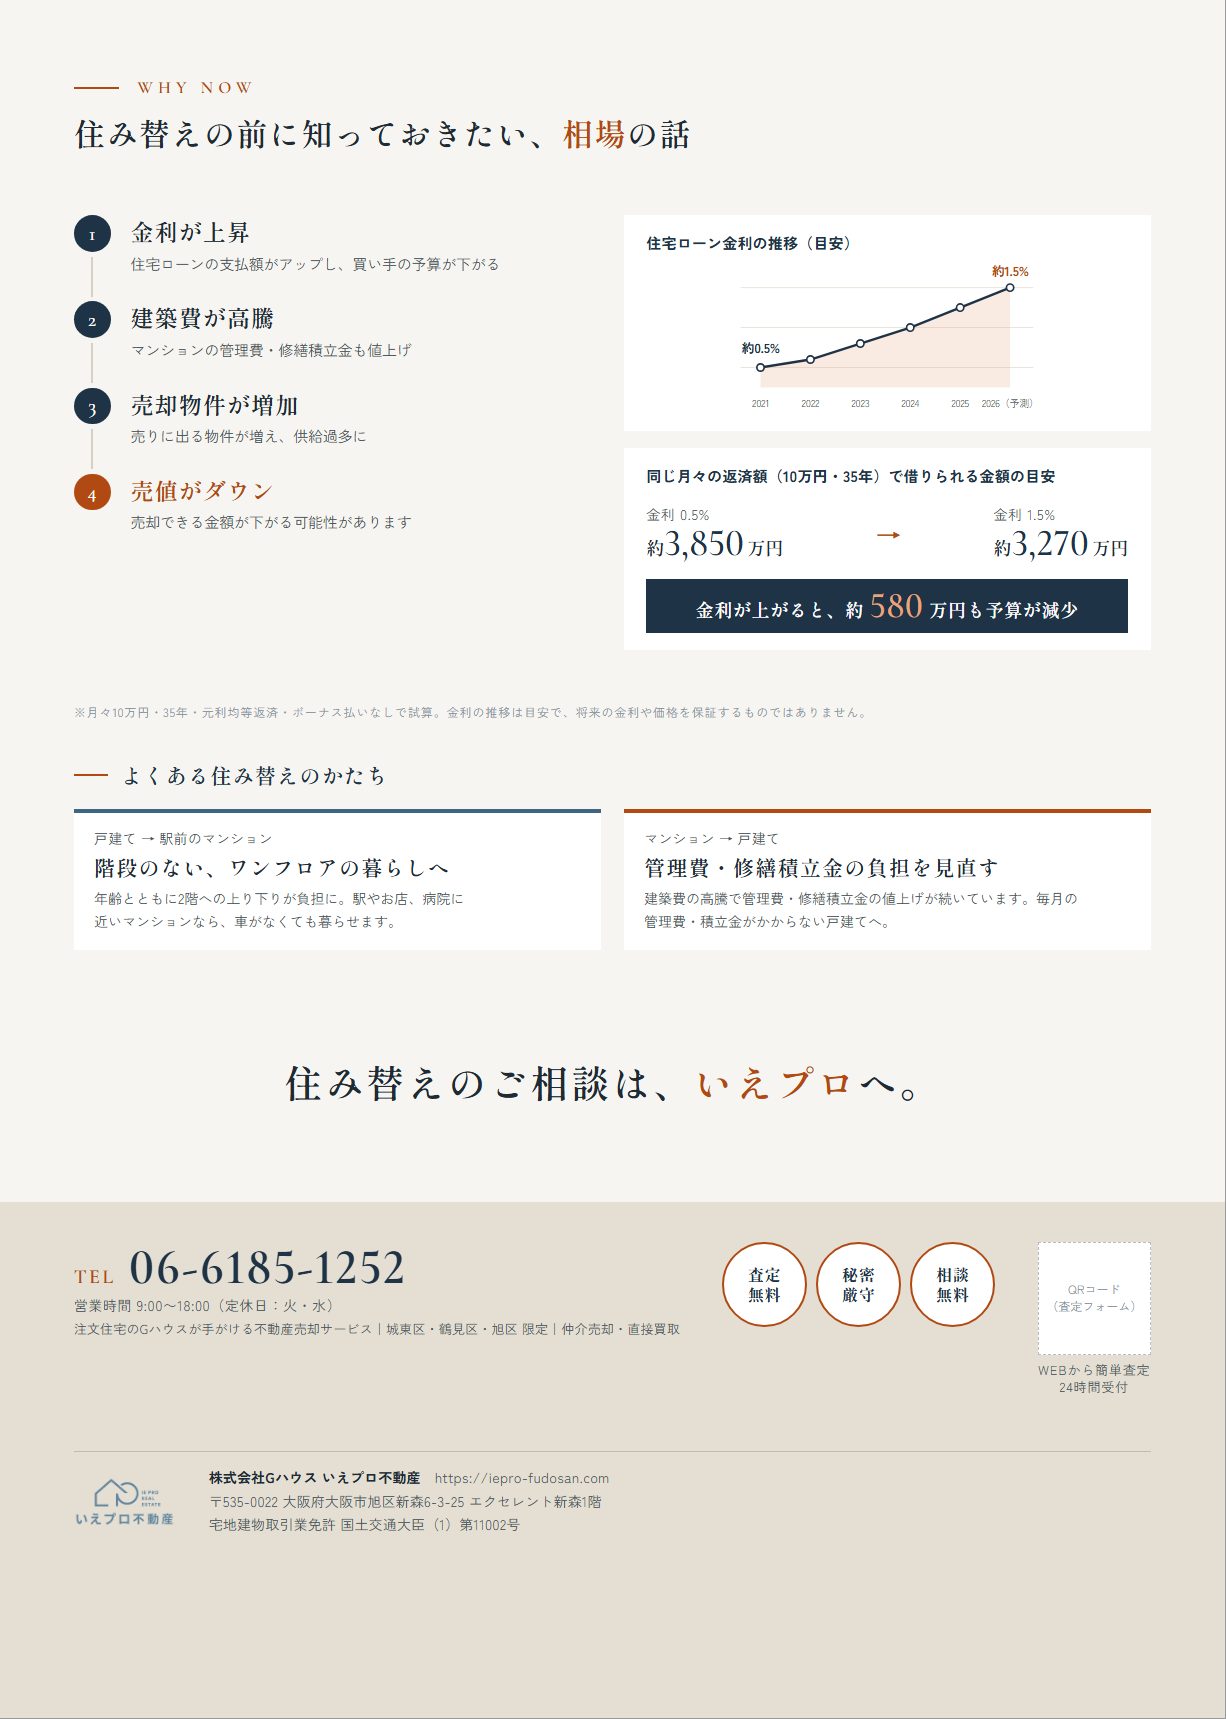 WHY NOW
住み替えの前に知っておきたい、相場の話
1
金利が上昇
住宅ローンの支払額がアップし、買い手の予算が下がる
2
建築費が高騰
マンションの管理費・修繕積立金も値上げ
3
売却物件が増加
売りに出る物件が増え、供給過多に
4
売値がダウン
売却できる金額が下がる可能性があります
住宅ローン金利の推移（目安）
約1.5%
約0.5%
2021 2022 2023 2024 2025 2026（予測）
同じ月々の返済額（10万円・35年）で借りられる金額の目安
金利 0.5% 金利 1.5%
約3,850万円 → 約3,270万円
金利が上がると、約 580 万円も予算が減少
※月々10万円・35年・元利均等返済・ボーナス払いなしで試算。金利の推移は目安で、将来の金利や価格を保証するものではありません。
よくある住み替えのかたち
戸建て → 駅前のマンション
階段のない、ワンフロアの暮らしへ
年齢とともに2階への上り下りが負担に。駅やお店、病院に
近いマンションなら、車がなくても暮らせます。
マンション → 戸建て
管理費・修繕積立金の負担を見直す
建築費の高騰で管理費・修繕積立金の値上げが続いています。毎月の
管理費・積立金がかからない戸建てへ。
住み替えのご相談は、いえプロへ。
TEL 06-6185-1252
営業時間 9:00〜18:00（定休日：火・水）
注文住宅のGハウスが手がける不動産売却サービス｜城東区・鶴見区・旭区 限定｜仲介売却・直接買取
査定
無料
秘密
厳守
相談
無料
QRコード
（査定フォーム）
WEBから簡単査定
24時間受付
IE PRO
REAL
ESTATE
いえプロ不動産
株式会社Gハウス いえプロ不動産 https://iepro-fudosan.com
〒535-0022 大阪府大阪市旭区新森6-3-25 エクセレント新森1階
宅地建物取引業免許 国土交通大臣（1）第11002号